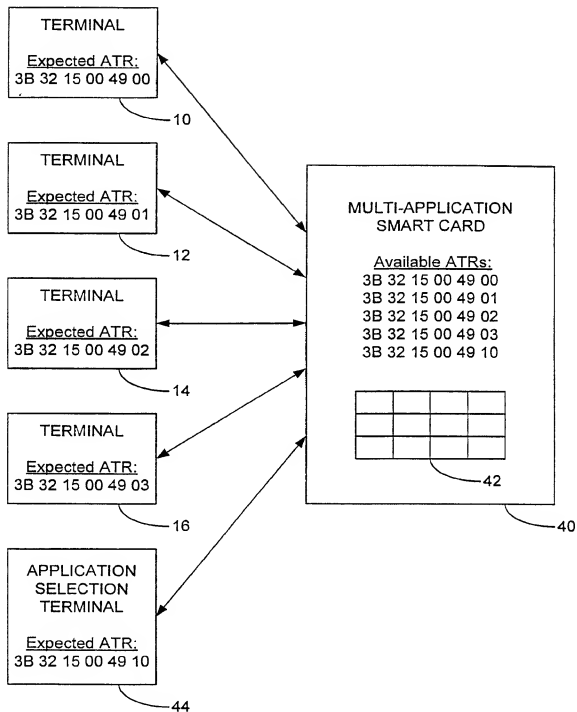 TERMINAL
Expected ATR:
3B 32 15 00 49 00
10
TERMINAL
Expected ATR:
3B 32 15 00 49 01
12
TERMINAL
Expected ATR:
3B 32 15 00 49 02
14
TERMINAL
Expected ATR:
3B 32 15 00 49 03
16
APPLICATION
SELECTION
TERMINAL
Expected ATR:
3B 32 15 00 49 10
44
MULTI-APPLICATION
SMART CARD
Available ATRs:
3B 32 15 00 49 00
3B 32 15 00 49 01
3B 32 15 00 49 02
3B 32 15 00 49 03
3B 32 15 00 49 10
42
40